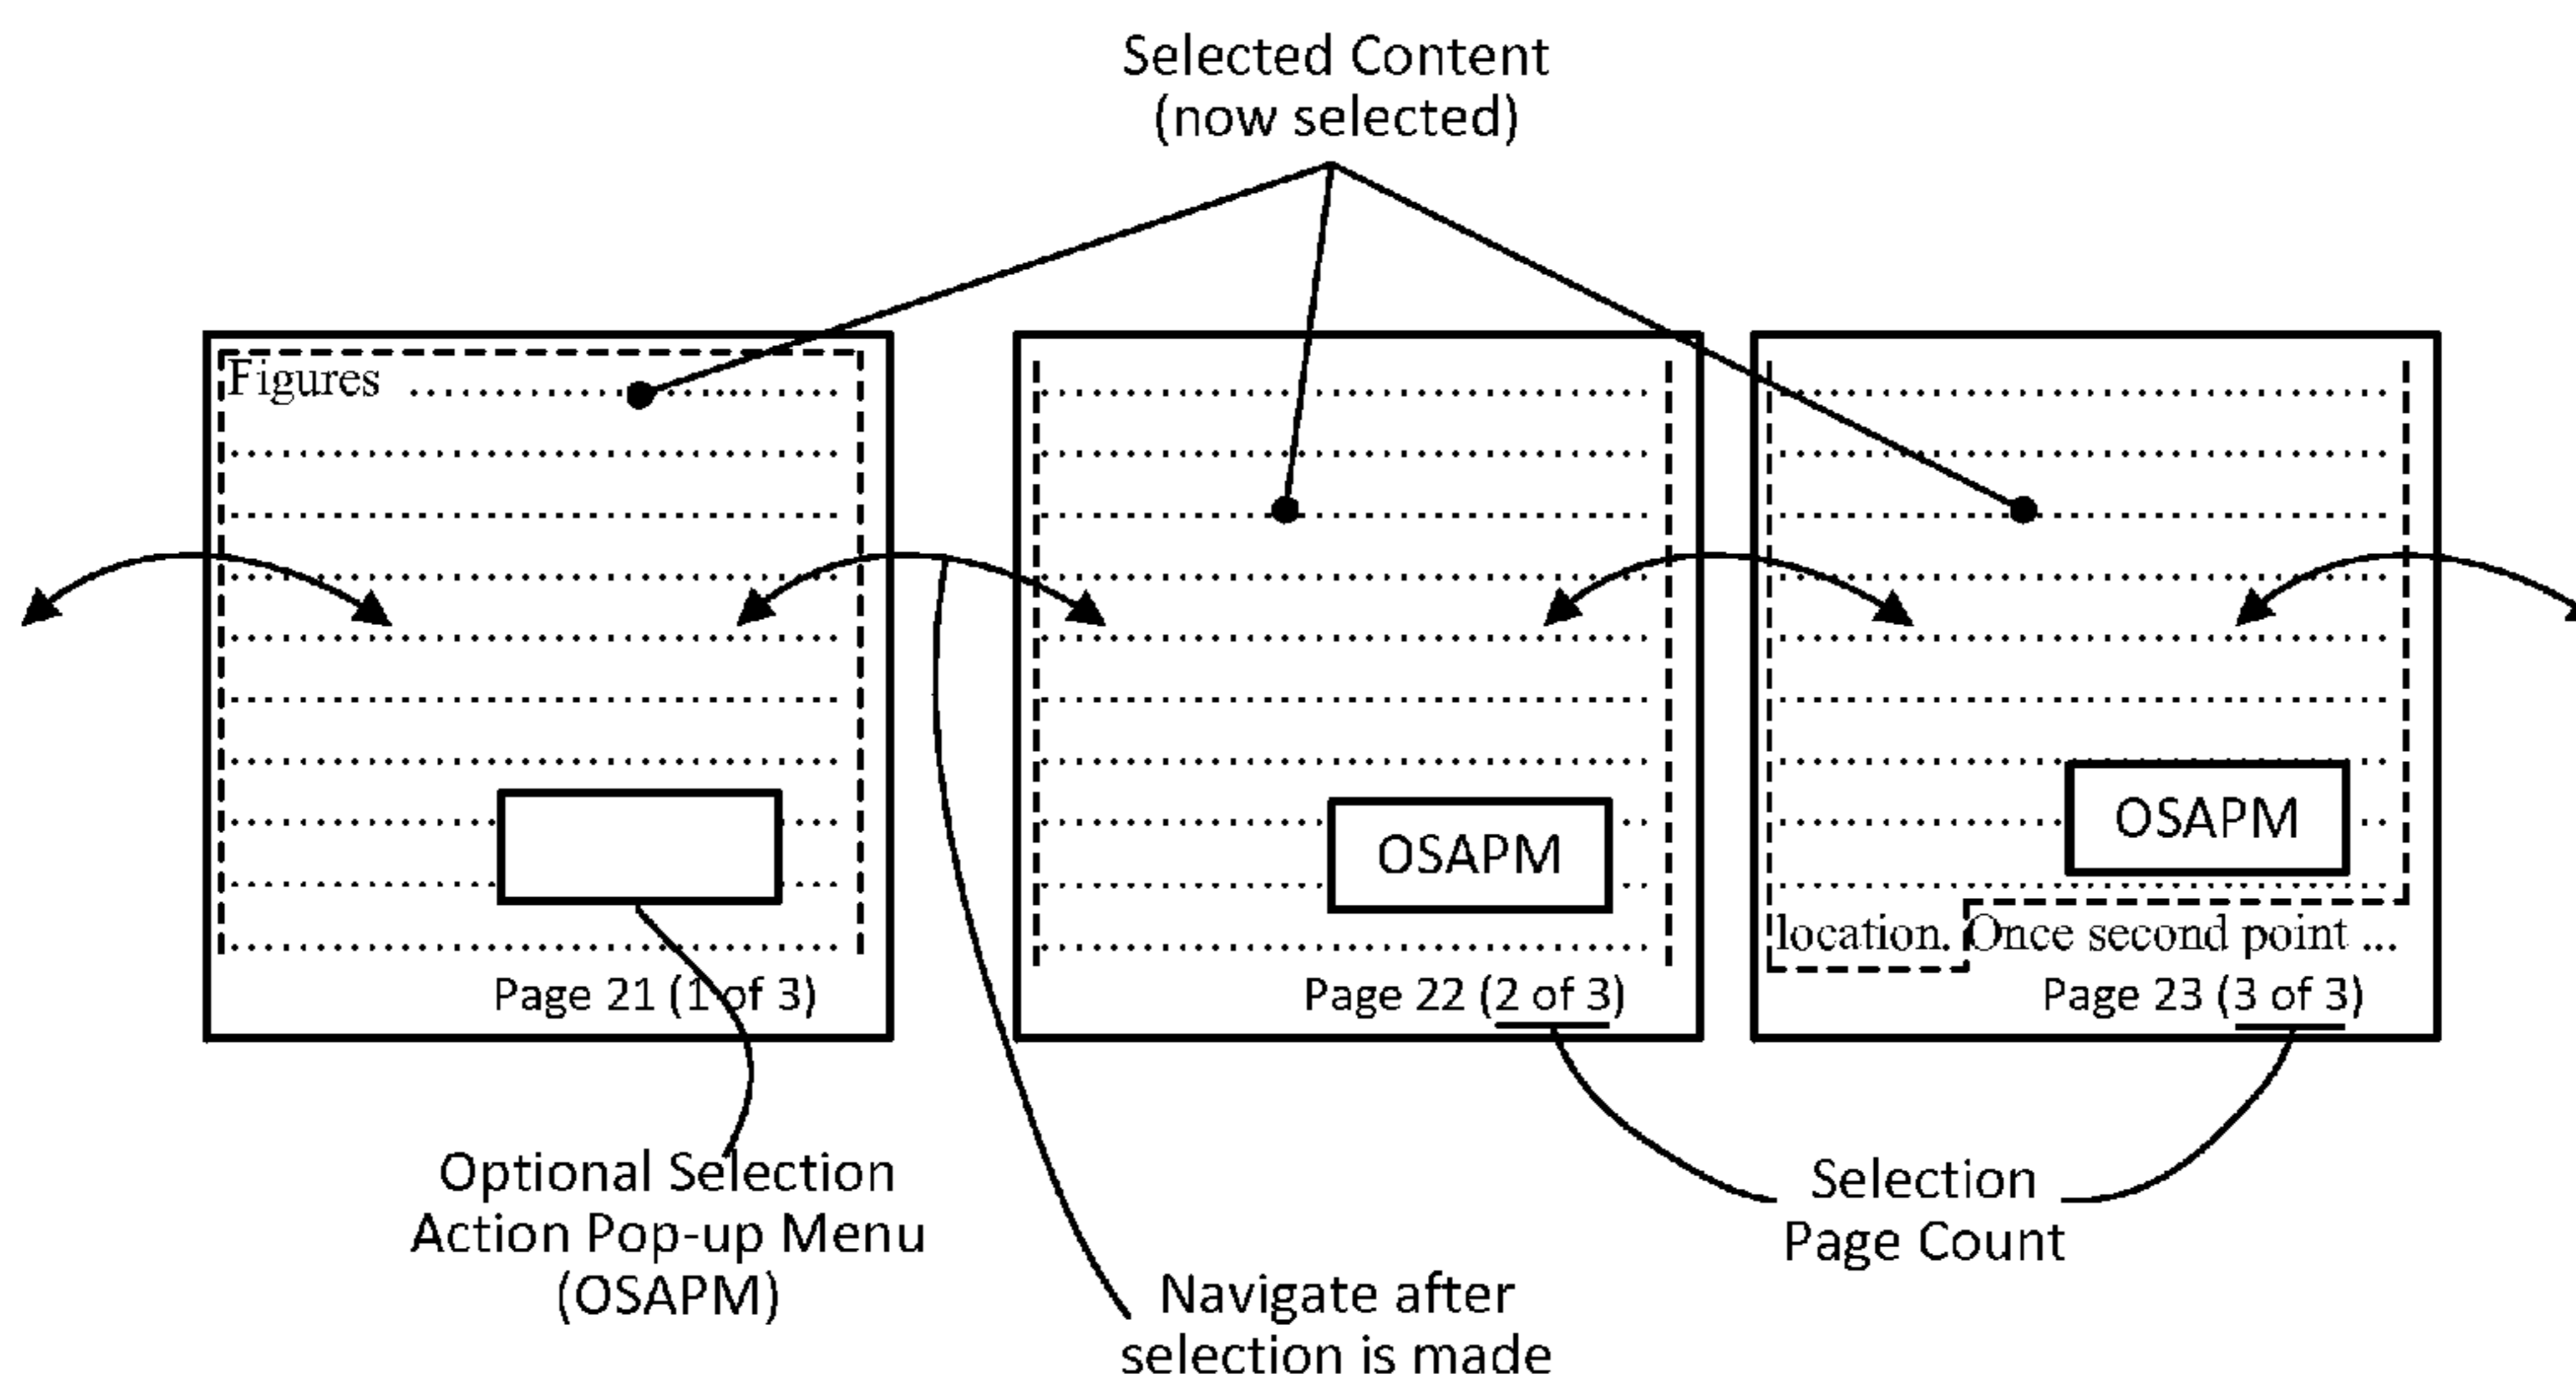 Selected Content
(now selected)
Figures
OSAPM
OSAPM
location. Once second point ...
Page 21 (1 of 3)
Page 22 (2 of 3)
Page 23 (3 of 3)
Optional Selection
Action Pop-up Menu
(OSAPM)
Selection
Page Count
Navigate after
selection is made